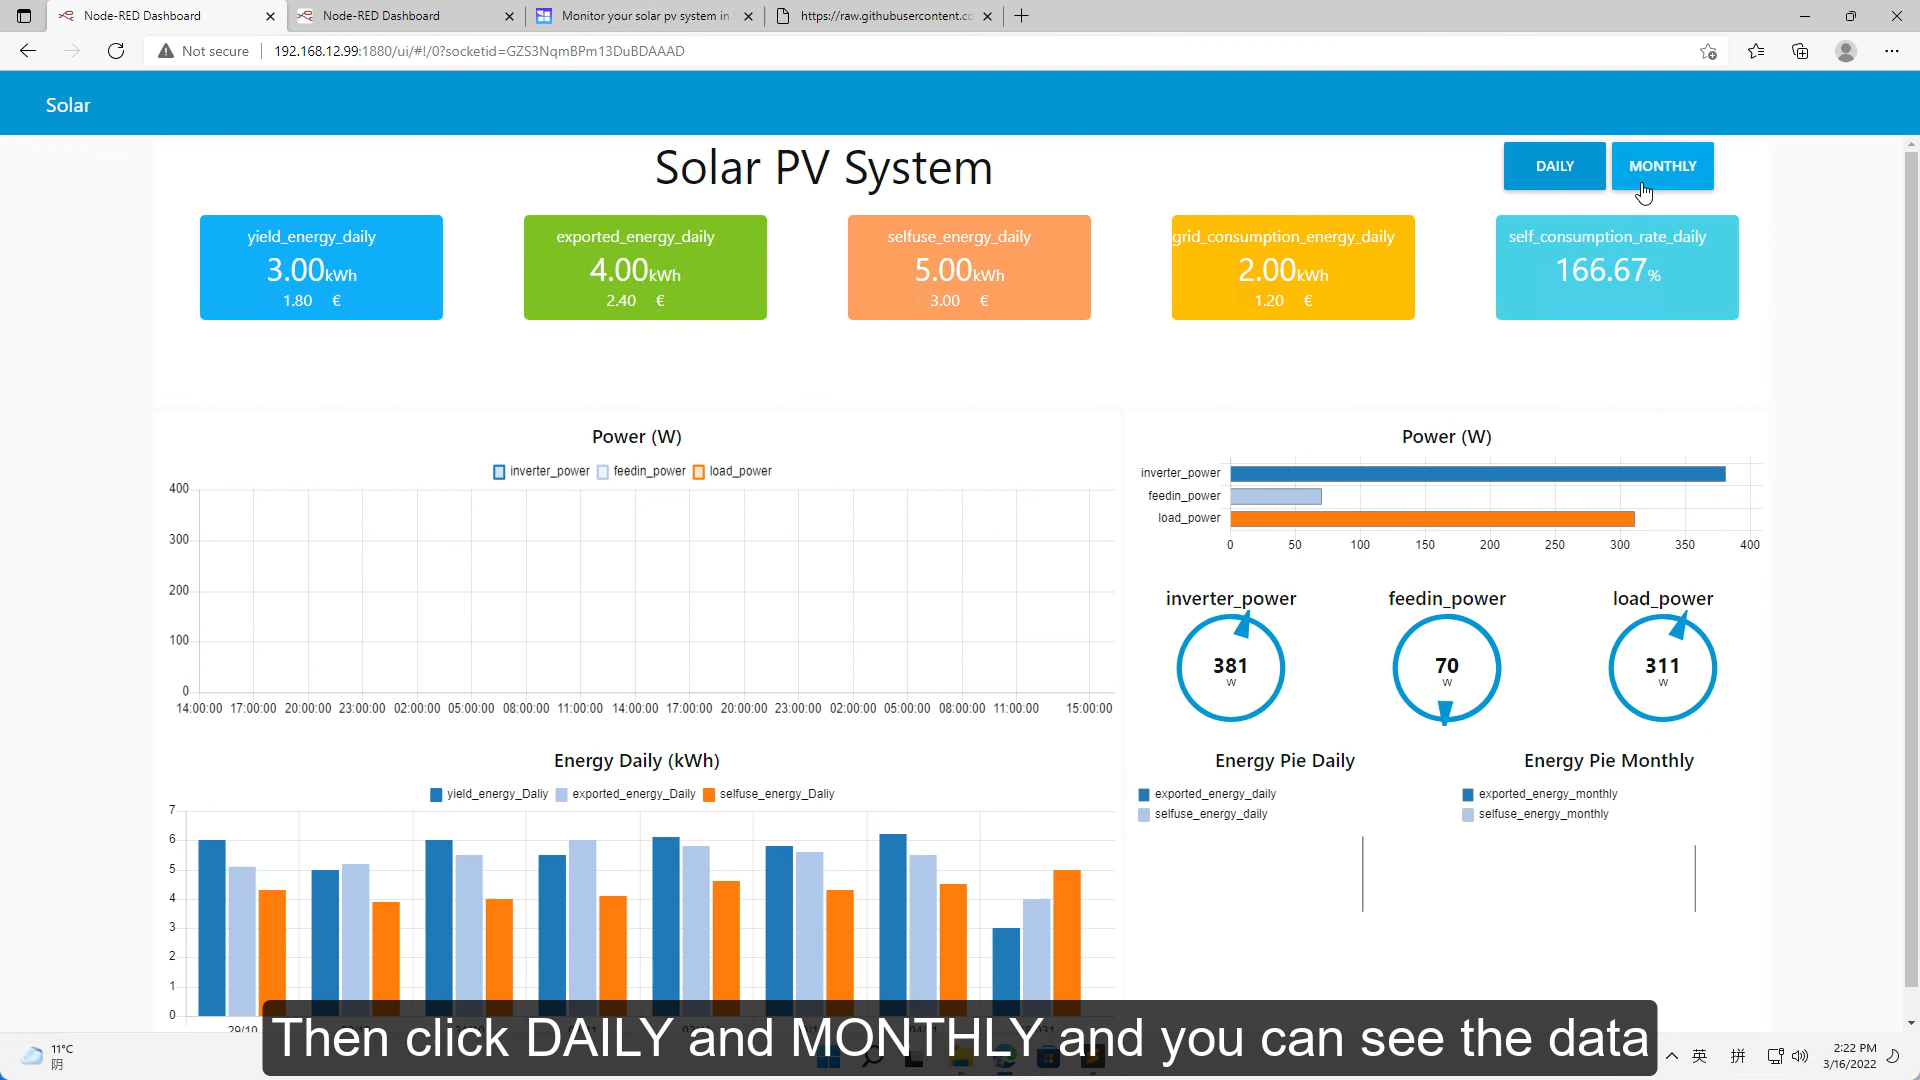 Node-RED Dashboard
Node-RED Dashboard
Monitor your solar pv system in
https://raw.githubusercontent.cc
Not secure
192.168.12.99:1880/ui/#!/0?socketid=GZS3NqmBPm13DuBDAAAD
Solar
Solar PV System
DAILY
MONTHLY
yield_energy_daily
3.00kWh
1.80 €
exported_energy_daily
4.00kWh
2.40 €
selfuse_energy_daily
5.00kWh
3.00 €
grid_consumption_energy_daily
2.00kWh
1.20 €
self_consumption_rate_daily
166.67%
Power (W)
inverter_power feedin_power load_power
400
300
200
100
0
14:00:00 17:00:00 20:00:00 23:00:00 02:00:00 05:00:00 08:00:00 11:00:00 14:00:00 17:00:00 20:00:00 23:00:00 02:00:00 05:00:00 08:00:00 11:00:00 15:00:00
Power (W)
inverter_power
feedin_power
load_power
0 50 100 150 200 250 300 350 400
inverter_power
381
W
feedin_power
70
W
load_power
311
W
Energy Daily (kWh)
yield_energy_Daliy exported_energy_Daily selfuse_energy_Daliy
7
6
5
4
3
2
1
0
29/10
Energy Pie Daily
exported_energy_daily
selfuse_energy_daily
Energy Pie Monthly
exported_energy_monthly
selfuse_energy_monthly
Then click DAILY and MONTHLY and you can see the data
11°C
阴
英
拼
2:22 PM
3/16/2022